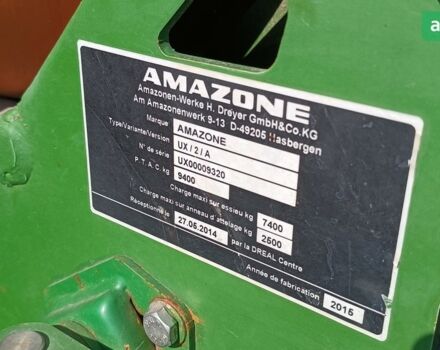 AMAZONE
Amazonen-Werke H. Dreyer GmbH&Co.KG
Am Amazonenwerk 9-13 D-49205 Hasbergen
Marque AMAZONE
Type/Variante/Version UX / 2 / A
N° de série UX00009320
P. T. A. C. kg 9400
Charge maxi sur essieu kg 7400
Charge maxi sur anneau d'attelage kg 2500
Réceptionné le 27.05.2014 par la DREAL Centre
Année de fabrication 2015